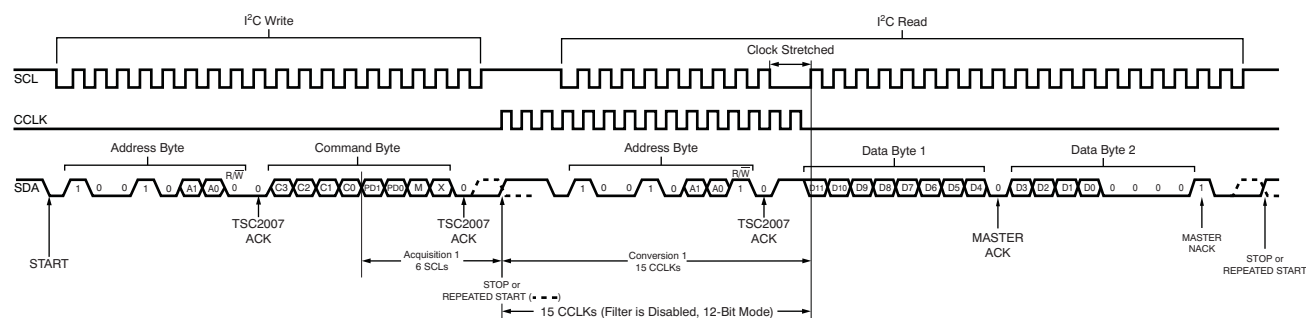 I²C Write
I²C Read
Clock Stretched
SCL
CCLK
Address Byte
Command Byte
Address Byte
Data Byte 1
Data Byte 2
R/W
R/W
SDA 1 0 0 1 0 A1 A0 0 0 C3 C2 C1 C0 PD1 PD0 M X 0 1 0 0 1 0 A1 A0 1 0 D11 D10 D9 D8 D7 D6 D5 D4 0 D3 D2 D1 D0 0 0 0 0 1
START
TSC2007
ACK
TSC2007
ACK
TSC2007
ACK
MASTER
ACK
MASTER
NACK
STOP or
REPEATED START
Acquisition 1
6 SCLs
Conversion 1
15 CCLKs
STOP or
REPEATED START ( )
15 CCLKs (Filter is Disabled, 12-Bit Mode)